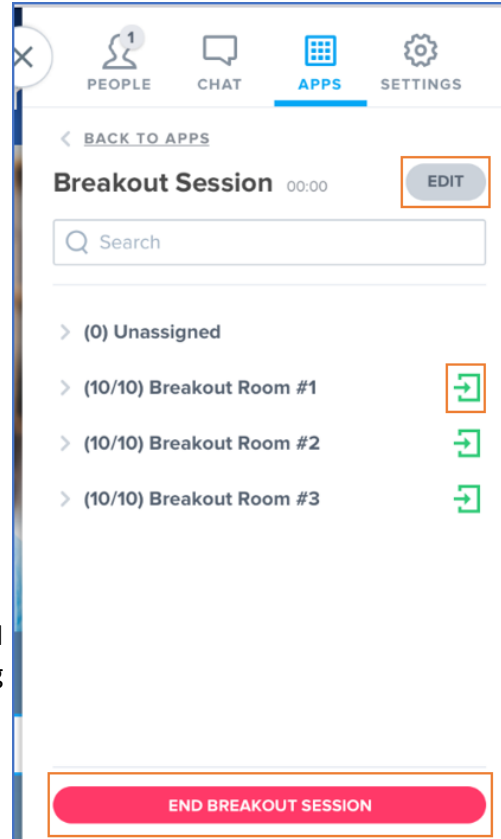 1
PEOPLE CHAT APPS SETTINGS
BACK TO APPS
Breakout Session 00:00 EDIT
Search
(0) Unassigned
(10/10) Breakout Room #1
(10/10) Breakout Room #2
(10/10) Breakout Room #3
END BREAKOUT SESSION